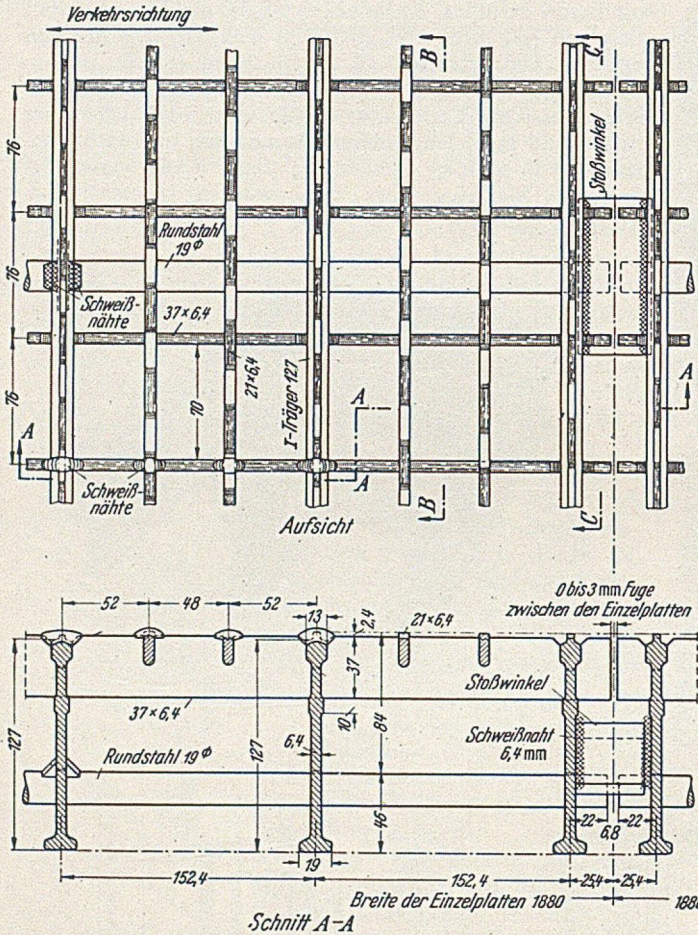 Verkehrsrichtung
B
C
76
76
76
Stoßwinkel
Rundstahl
19 ⌀
Schweiß-
nähte
37 × 6,4
21×6,4
70
I-Träger 127
A
A
A
A
Schweiß-
nähte
B
C
Aufsicht
0 bis 3 mm Fuge
zwischen den Einzelplatten
52
48
52
13
2,4
21×6,4
37
Stoßwinkel
37 × 6,4
10
84
127
127
6,4
Schweißnaht
6,4 mm
Rundstahl 19 ⌀
46
22
6,8
22
19
152,4
152,4
25,4
25,4
Breite der Einzelplatten 1880
1880
Schnitt A-A